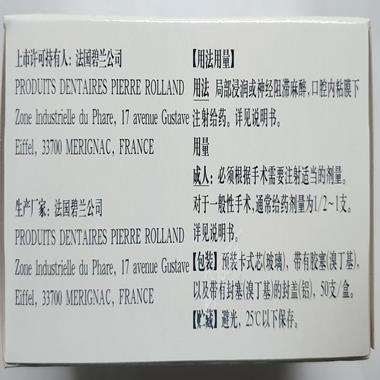 上市许可持有人：法国碧兰公司
PRODUITS DENTAIRES PIERRE ROLLAND
Zone Industrielle du Phare, 17 avenue Gustave
Eiffel, 33700 MERIGNAC, FRANCE
生产厂家：法国碧兰公司
PRODUITS DENTAIRES PIERRE ROLLAND
Zone Industrielle du Phare, 17 avenue Gustave
Eiffel, 33700 MERIGNAC, FRANCE
【用法用量】
用法 局部浸润或神经阻滞麻醉，口腔内粘膜下
注射给药。详见说明书。
用量
成人：必须根据手术需要注射适当的剂量。
对于一般性手术，通常给药剂量为1/2~1支。
详见说明书。
【包装】预装卡式芯(玻璃)，带有胶塞(溴丁基)，
以及带有封塞(溴丁基)的封盖(铝)，50支/盒。
【贮藏】避光，25℃以下保存。